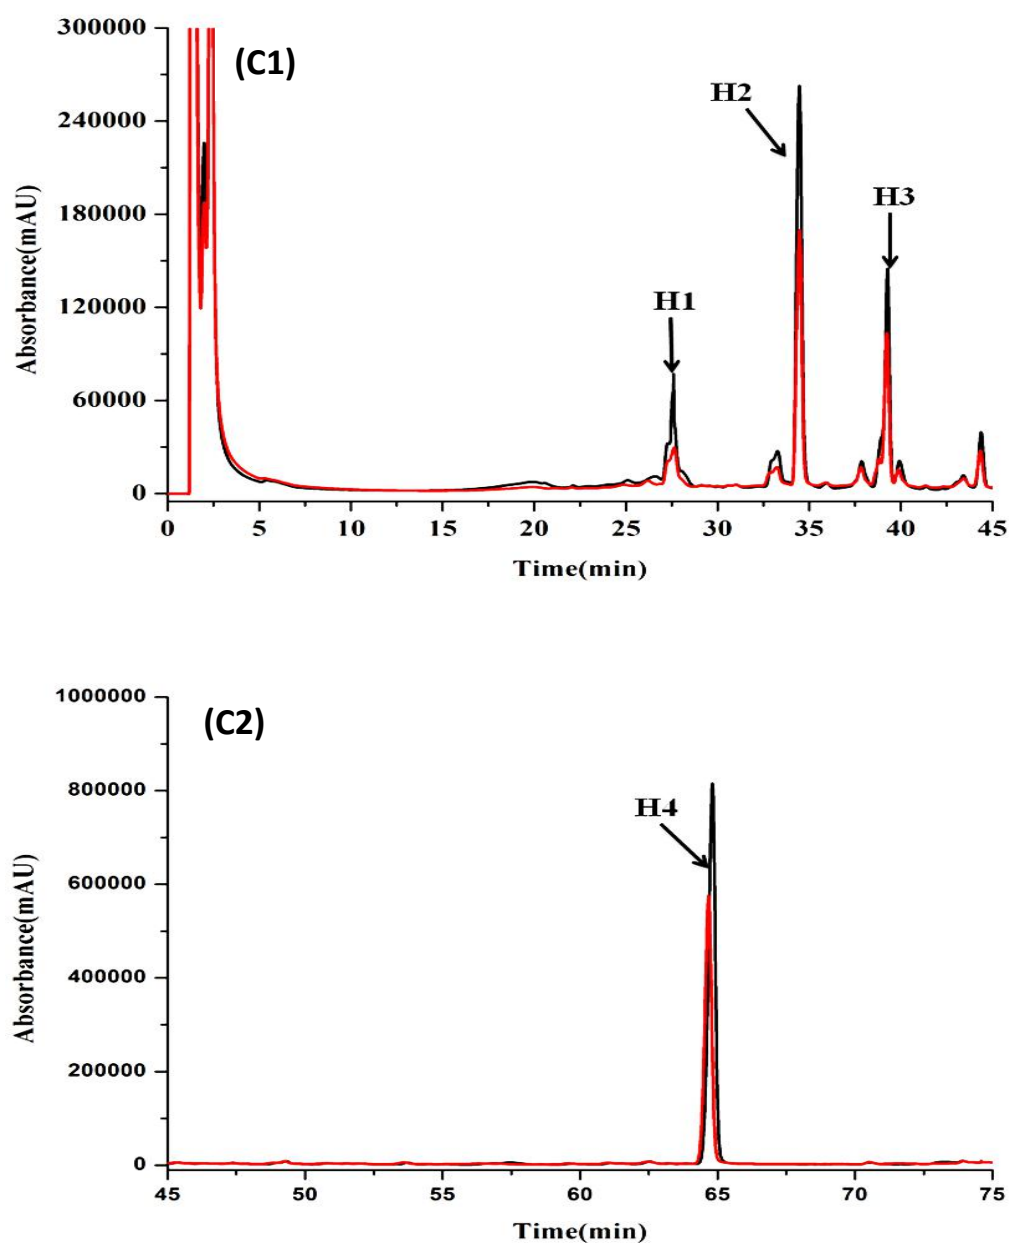 300000
(C1)
H2
240000
H3
180000
Absorbance(mAU)
H1
120000
60000
0
0 5 15 10 25 20 30 35 40 45
Time(min)
1000000
(C2)
800000
H4
600000
Absorbance(mAU)
400000
200000
0
45 50 55 60 65 70 75
Time(min)